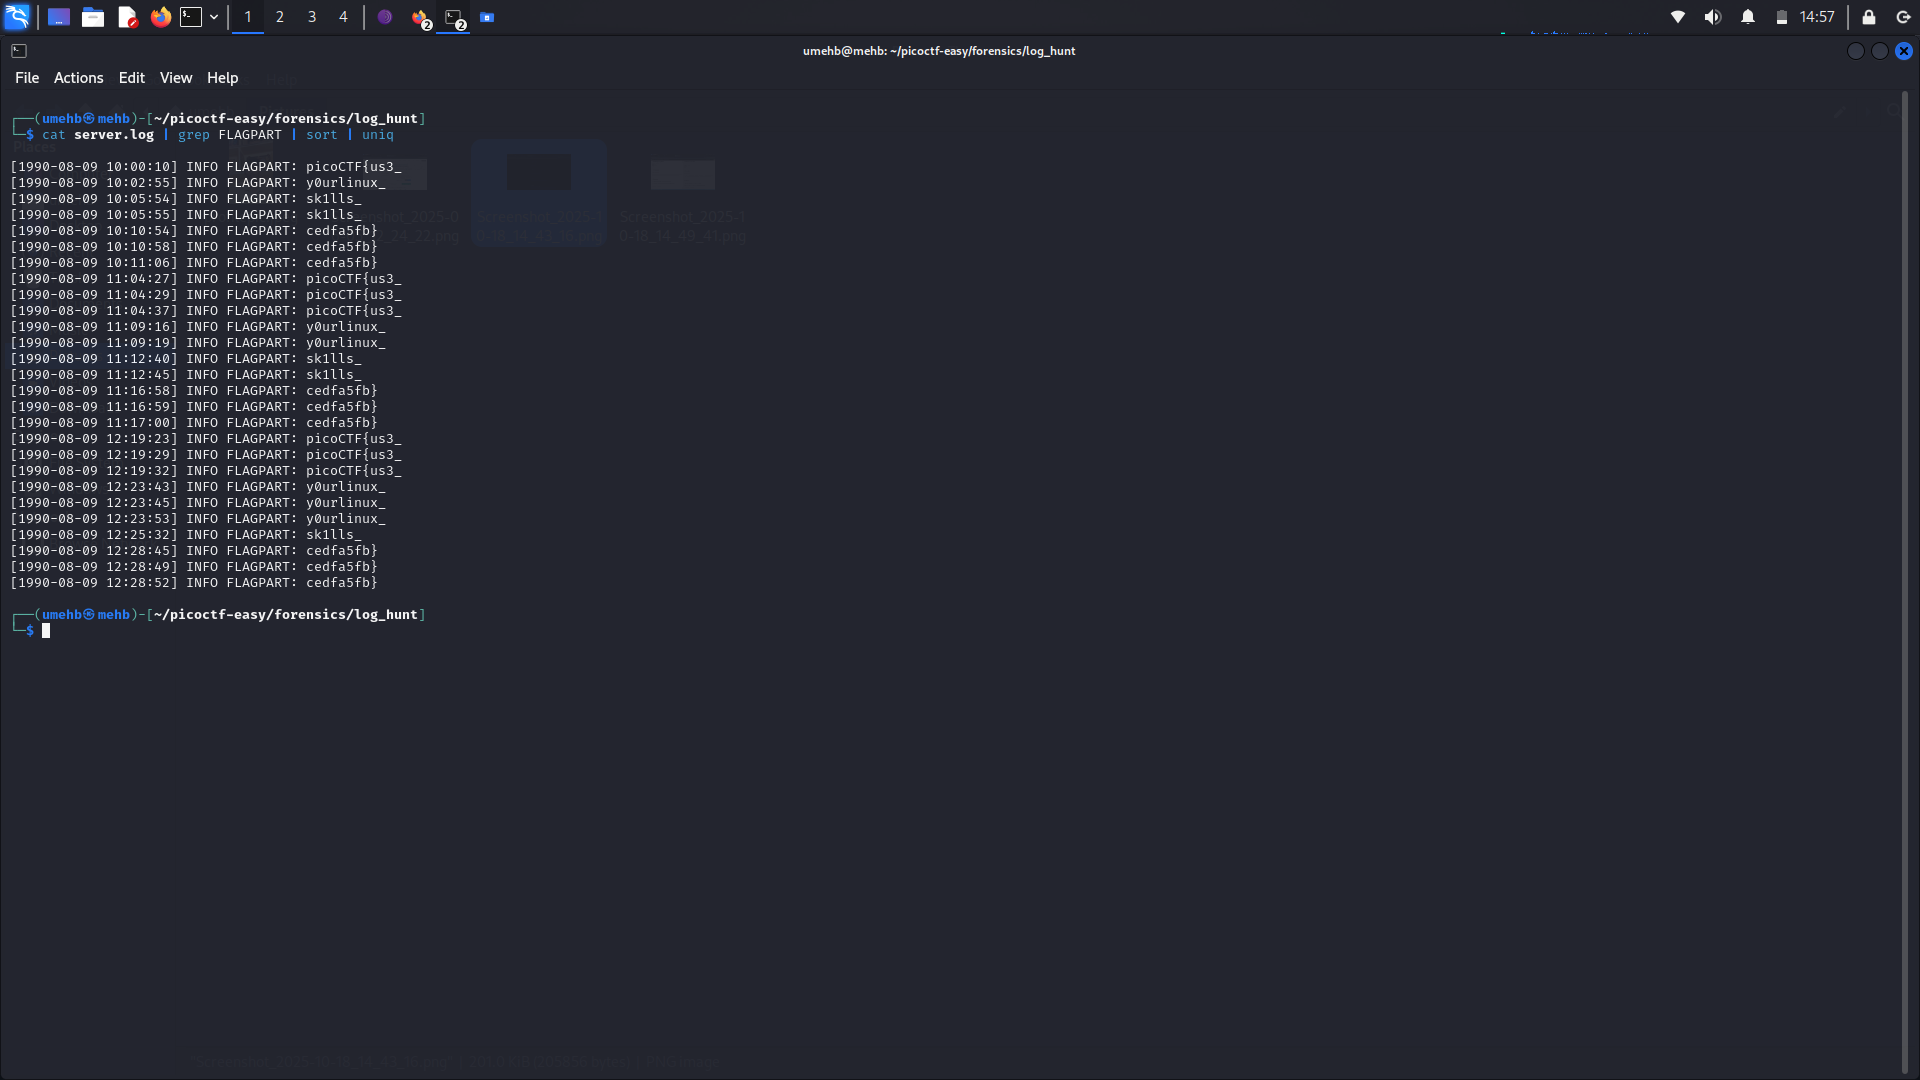 1 2 3 4 2 2 14:57
umehb@mehb: ~/picoctf-easy/forensics/log_hunt
File Actions Edit View Help
┌──(umehb㉿mehb)-[~/picoctf-easy/forensics/log_hunt]
└─$ cat server.log | grep FLAGPART | sort | uniq
[1990-08-09 10:00:10] INFO FLAGPART: picoCTF{us3_
[1990-08-09 10:02:55] INFO FLAGPART: y0urlinux_
[1990-08-09 10:05:54] INFO FLAGPART: sk1lls_
[1990-08-09 10:05:55] INFO FLAGPART: sk1lls_
[1990-08-09 10:10:54] INFO FLAGPART: cedfa5fb}
[1990-08-09 10:10:58] INFO FLAGPART: cedfa5fb}
[1990-08-09 10:11:06] INFO FLAGPART: cedfa5fb}
[1990-08-09 11:04:27] INFO FLAGPART: picoCTF{us3_
[1990-08-09 11:04:29] INFO FLAGPART: picoCTF{us3_
[1990-08-09 11:04:37] INFO FLAGPART: picoCTF{us3_
[1990-08-09 11:09:16] INFO FLAGPART: y0urlinux_
[1990-08-09 11:09:19] INFO FLAGPART: y0urlinux_
[1990-08-09 11:12:40] INFO FLAGPART: sk1lls_
[1990-08-09 11:12:45] INFO FLAGPART: sk1lls_
[1990-08-09 11:16:58] INFO FLAGPART: cedfa5fb}
[1990-08-09 11:16:59] INFO FLAGPART: cedfa5fb}
[1990-08-09 11:17:00] INFO FLAGPART: cedfa5fb}
[1990-08-09 12:19:23] INFO FLAGPART: picoCTF{us3_
[1990-08-09 12:19:29] INFO FLAGPART: picoCTF{us3_
[1990-08-09 12:19:32] INFO FLAGPART: picoCTF{us3_
[1990-08-09 12:23:43] INFO FLAGPART: y0urlinux_
[1990-08-09 12:23:45] INFO FLAGPART: y0urlinux_
[1990-08-09 12:23:53] INFO FLAGPART: y0urlinux_
[1990-08-09 12:25:32] INFO FLAGPART: sk1lls_
[1990-08-09 12:28:45] INFO FLAGPART: cedfa5fb}
[1990-08-09 12:28:49] INFO FLAGPART: cedfa5fb}
[1990-08-09 12:28:52] INFO FLAGPART: cedfa5fb}
┌──(umehb㉿mehb)-[~/picoctf-easy/forensics/log_hunt]
└─$